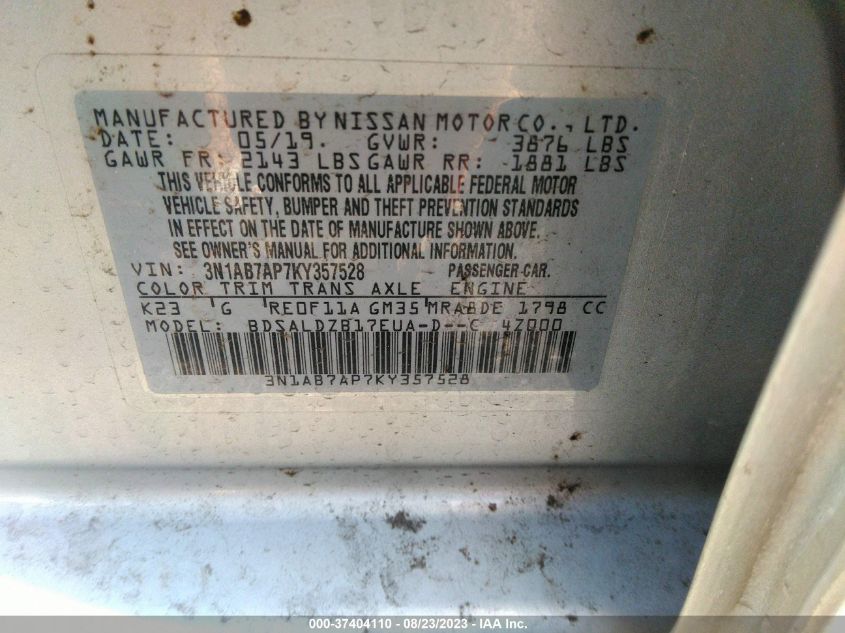 MANUFACTURED BY NISSAN MOTOR CO., LTD.
DATE: 05/19. GVWR: 3876 LBS
GAWR FR: 2143 LBS GAWR RR: 1881 LBS
THIS VEHICLE CONFORMS TO ALL APPLICABLE FEDERAL MOTOR
VEHICLE SAFETY, BUMPER AND THEFT PREVENTION STANDARDS
IN EFFECT ON THE DATE OF MANUFACTURE SHOWN ABOVE.
SEE OWNER'S MANUAL FOR ADDITIONAL INFORMATION.
VIN: 3N1AB7AP7KY357528 PASSENGER CAR.
COLOR TRIM TRANS AXLE ENGINE
K23 G RE0F11A GM35 MRA8DE 1798 CC
MODEL: BDSALDZB17EUA-D--C 4Z000
3N1AB7AP7KY357528
000-37404110 - 08/23/2023 - IAA Inc.